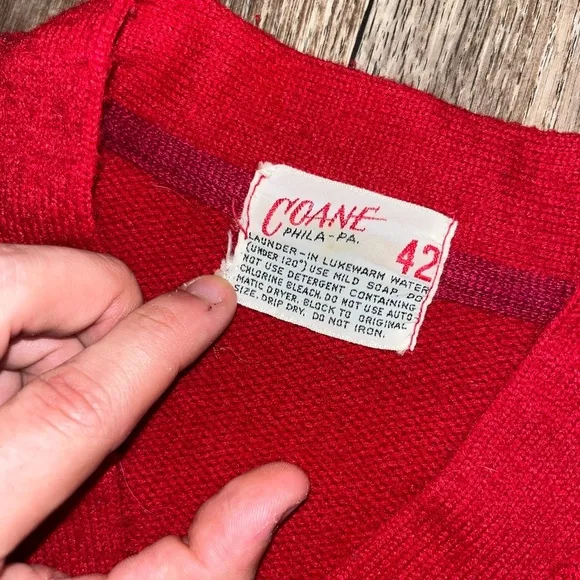 COANE
PHILA-PA.
42
LAUNDER-IN LUKEWARM WATER
(UNDER 120°) USE MILD SOAP. DO
NOT USE DETERGENT CONTAINING
CHLORINE BLEACH. DO NOT USE AUTO
MATIC DRYER. BLOCK TO ORIGINAL
SIZE. DRIP DRY. DO NOT IRON.